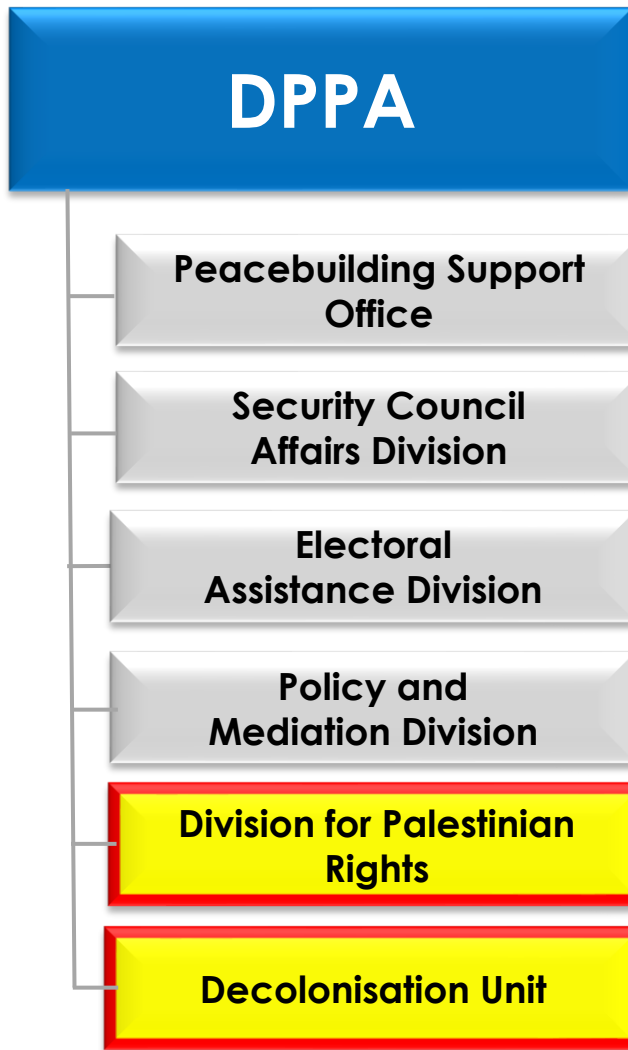 DPPA
Peacebuilding Support
Office
Security Council
Affairs Division
Electoral
Assistance Division
Policy and
Mediation Division
Division for Palestinian
Rights
Decolonisation Unit